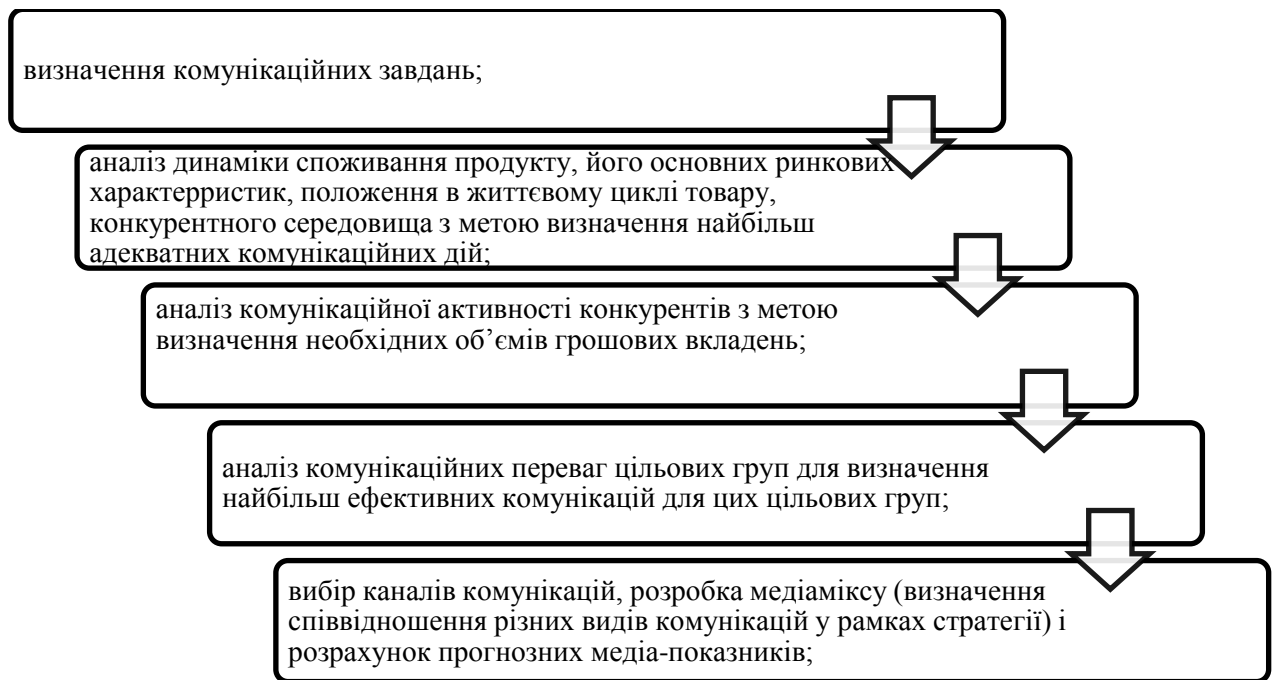 визначення комунікаційних завдань;
аналіз динаміки споживання продукту, його основних ринкових
характерристик, положення в життєвому циклі товару,
конкурентного середовища з метою визначення найбільш
адекватних комунікаційних дій;
аналіз комунікаційної активності конкурентів з метою
визначення необхідних об’ємів грошових вкладень;
аналіз комунікаційних переваг цільових груп для визначення
найбільш ефективних комунікацій для цих цільових груп;
вибір каналів комунікацій, розробка медіаміксу (визначення
співвідношення різних видів комунікацій у рамках стратегії) і
розрахунок прогнозних медіа-показників;